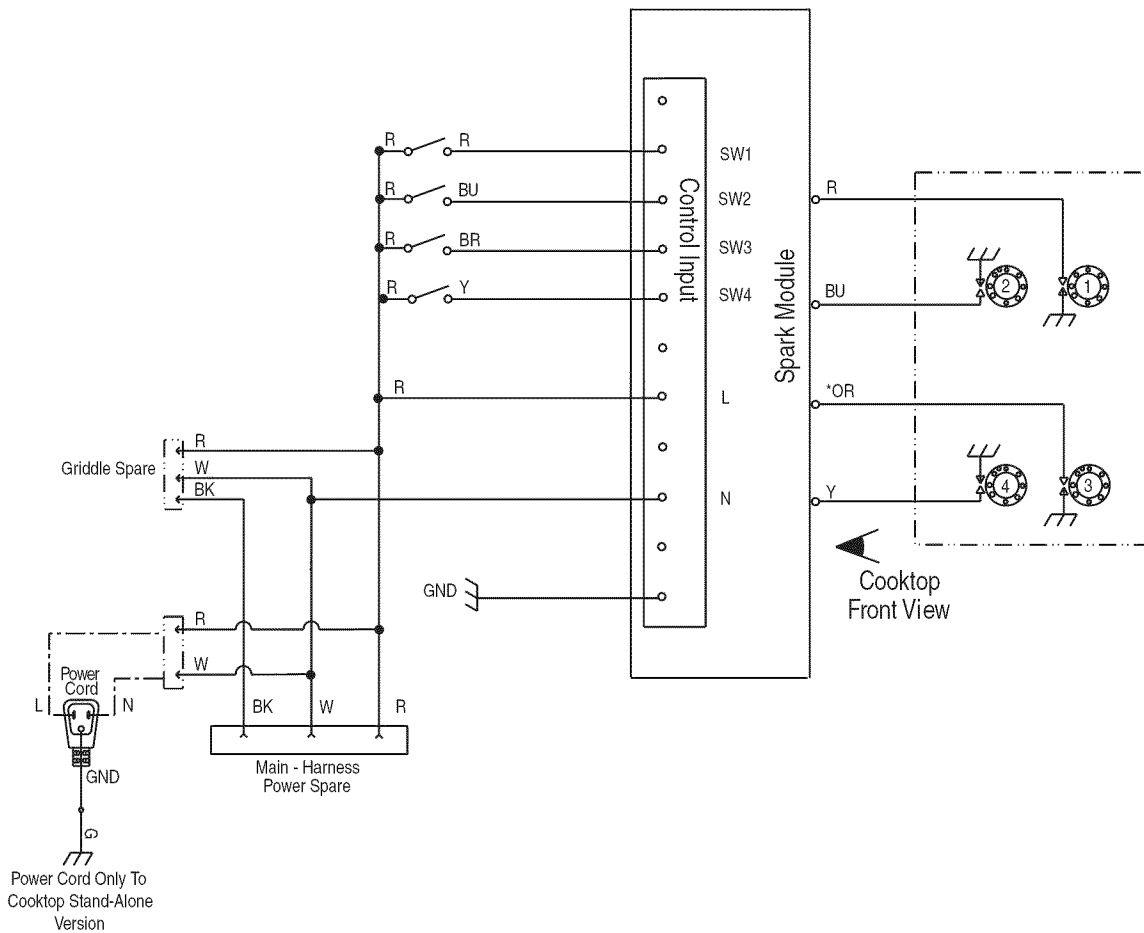 R
R
SW1
R
BU
SW2
R
BR
SW3
R
Y
SW4
Control Input
Spark Module
R
BU
2
1
R
L
*OR
Griddle Spare
R
W
BK
N
Y
4
3
GND
Cooktop
Front View
R
W
Power
Cord
L
N
BK
W
R
GND
Main - Harness
Power Spare
G
Power Cord Only To
Cooktop Stand-Alone
Version